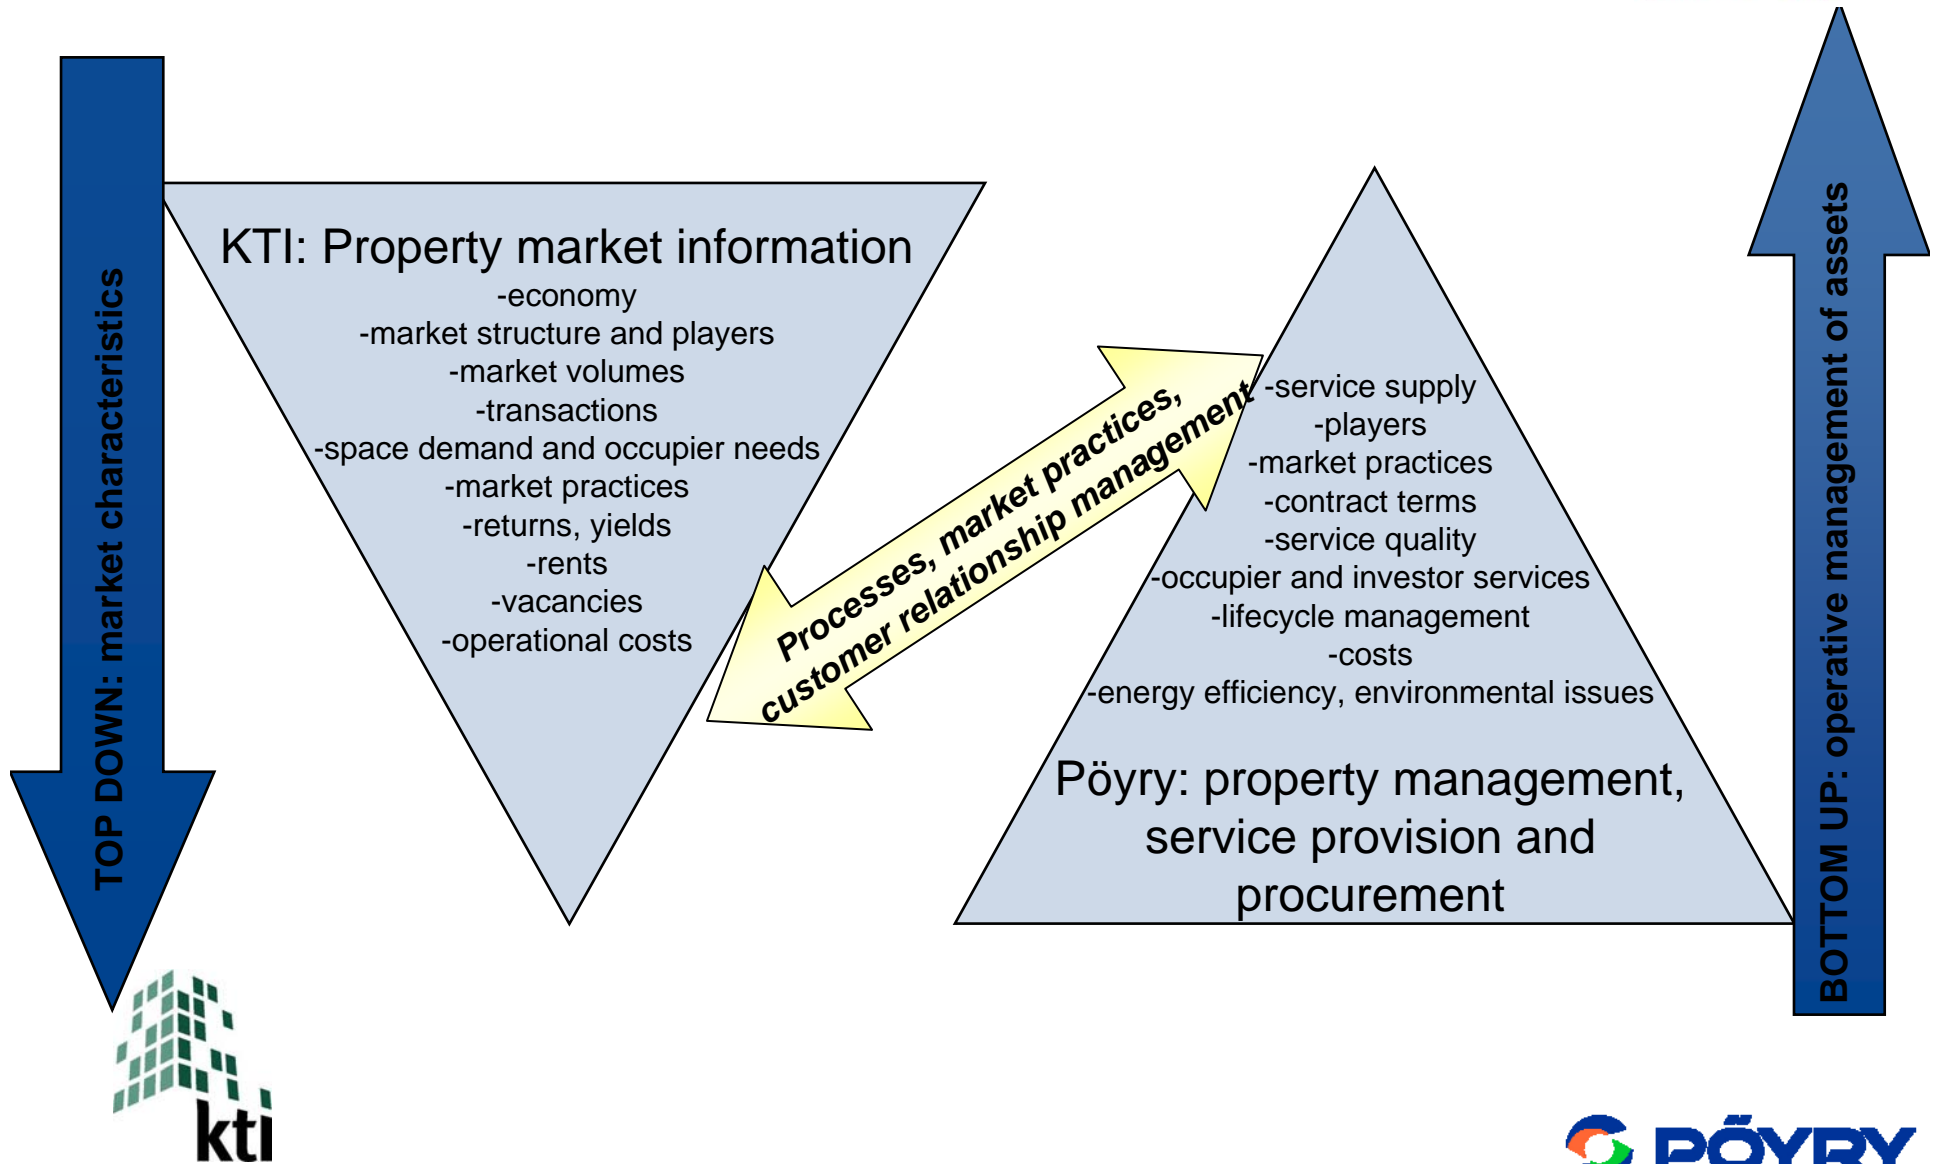 TOP DOWN: market characteristics
KTI: Property market information
-economy
-market structure and players
-market volumes
-transactions
-space demand and occupier needs
-market practices
-returns, yields
-rents
-vacancies
-operational costs
Processes, market practices,
customer relationship management
-service supply
-players
-market practices
-contract terms
-service quality
-occupier and investor services
-lifecycle management
-costs
-energy efficiency, environmental issues
Pöyry: property management,
service provision and
procurement
BOTTOM UP: operative management of assets
kti
PÖYRY